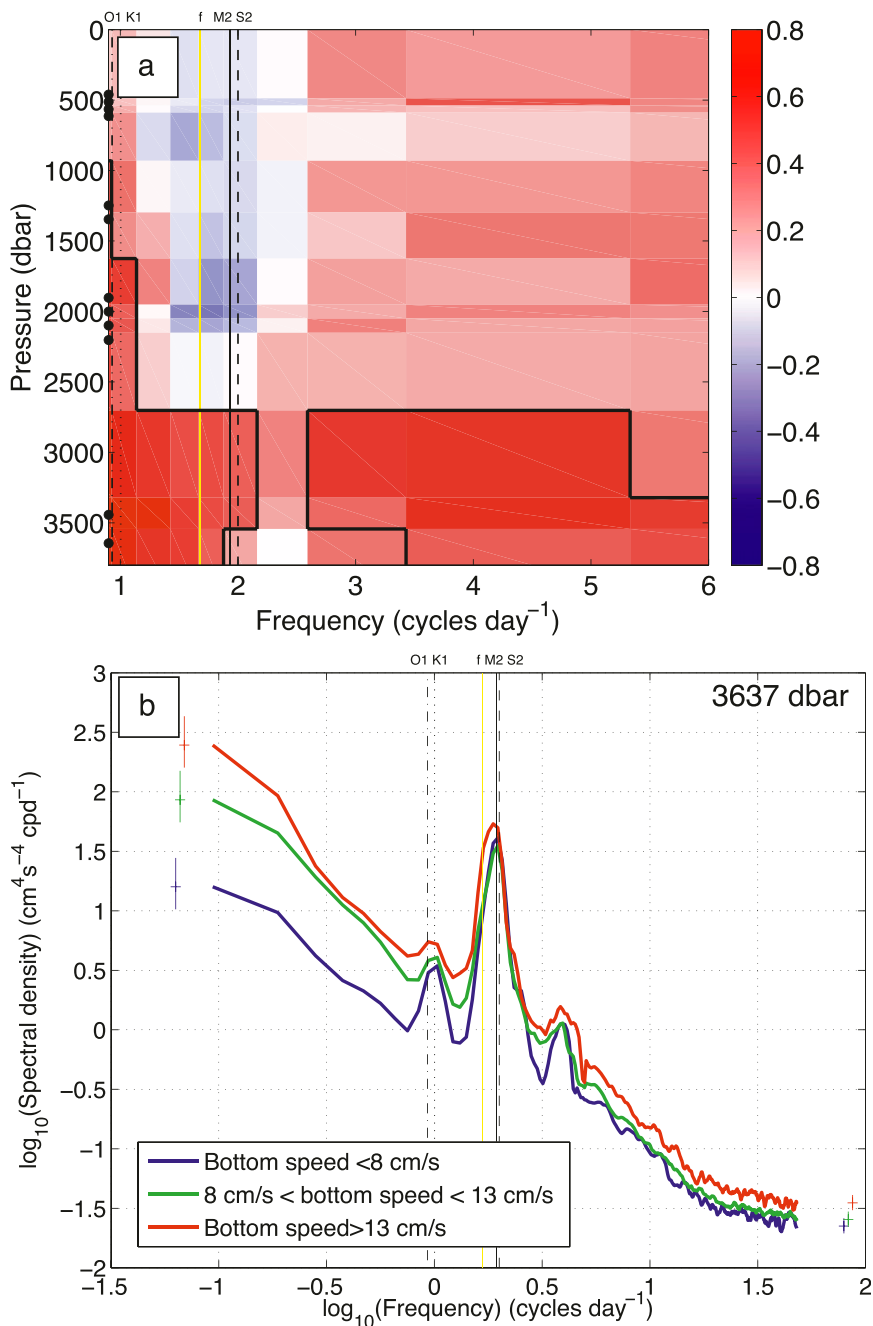 O1 K1 f M2 S2
a
0
500
1000
1500
2000
2500
3000
3500
Pressure (dbar)
1 2 3 4 5 6
Frequency (cycles day⁻¹)
0.8
0.6
0.4
0.2
0
−0.2
−0.4
−0.6
−0.8
O1 K1 f M2 S2
b
3637 dbar
3
2.5
2
1.5
1
0.5
0
−0.5
−1
−1.5
−2
log₁₀(Spectral density) (cm⁴s⁻⁴ cpd⁻¹)
Bottom speed <8 cm/s
8 cm/s < bottom speed < 13 cm/s
Bottom speed>13 cm/s
−1.5 −1 −0.5 0 0.5 1 1.5 2
log₁₀(Frequency) (cycles day⁻¹)